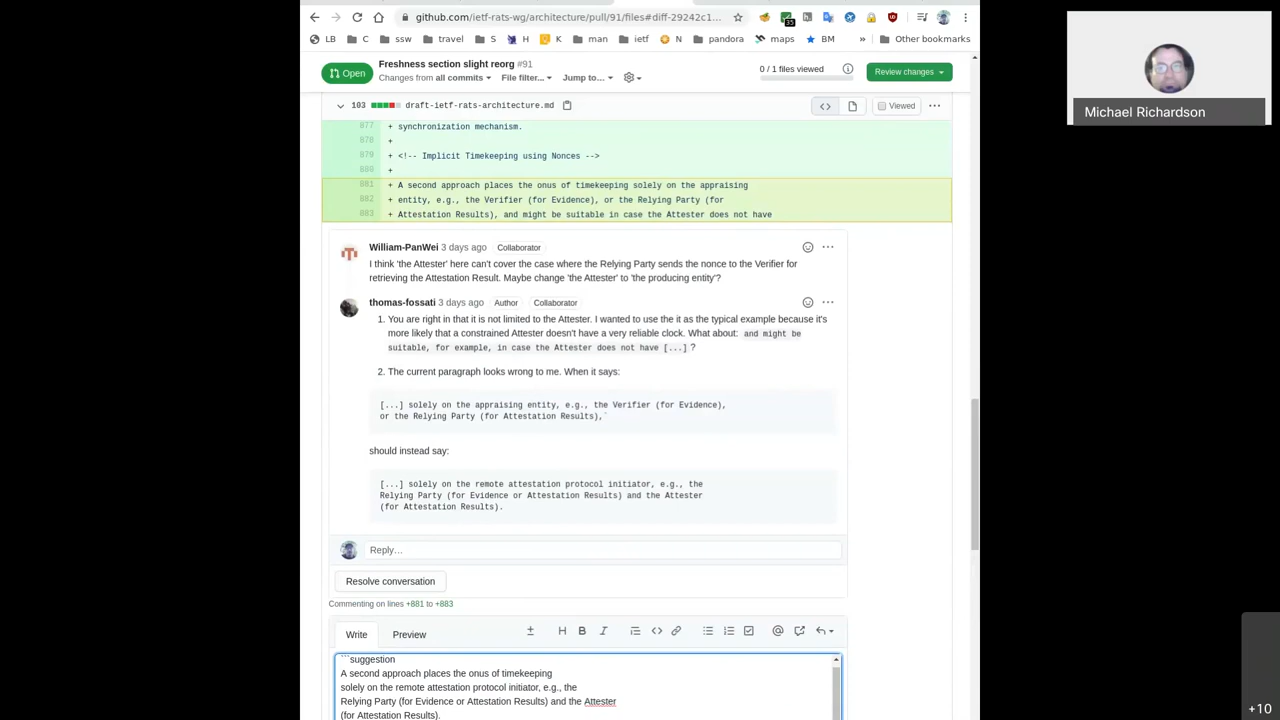 github.com/ietf-rats-wg/architecture/pull/91/files#diff-29242c1...
35
LB C ssw travel S H K man ietf N pandora maps BM » Other bookmarks
Open
Freshness section slight reorg #91
Changes from all commits File filter... Jump to...
0 / 1 files viewed
Review changes
103 draft-ietf-rats-architecture.md
Viewed
877 + synchronization mechanism.
878 +
879 + <!-- Implicit Timekeeping using Nonces -->
880 +
881 + A second approach places the onus of timekeeping solely on the appraising
882 + entity, e.g., the Verifier (for Evidence), or the Relying Party (for
883 + Attestation Results), and might be suitable in case the Attester does not have
William-PanWei 3 days ago Collaborator
I think 'the Attester' here can't cover the case where the Relying Party sends the nonce to the Verifier for
retrieving the Attestation Result. Maybe change 'the Attester' to 'the producing entity'?
thomas-fossati 3 days ago Author Collaborator
1. You are right in that it is not limited to the Attester. I wanted to use the it as the typical example because it's
more likely that a constrained Attester doesn't have a very reliable clock. What about: and might be
suitable, for example, in case the Attester does not have [...] ?
2. The current paragraph looks wrong to me. When it says:
[...] solely on the appraising entity, e.g., the Verifier (for Evidence),
or the Relying Party (for Attestation Results),`
should instead say:
[...] solely on the remote attestation protocol initiator, e.g., the
Relying Party (for Evidence or Attestation Results) and the Attester
(for Attestation Results).
Reply...
Resolve conversation
Commenting on lines +881 to +883
Write Preview
```suggestion
A second approach places the onus of timekeeping
solely on the remote attestation protocol initiator, e.g., the
Relying Party (for Evidence or Attestation Results) and the Attester
(for Attestation Results).
Michael Richardson
+10